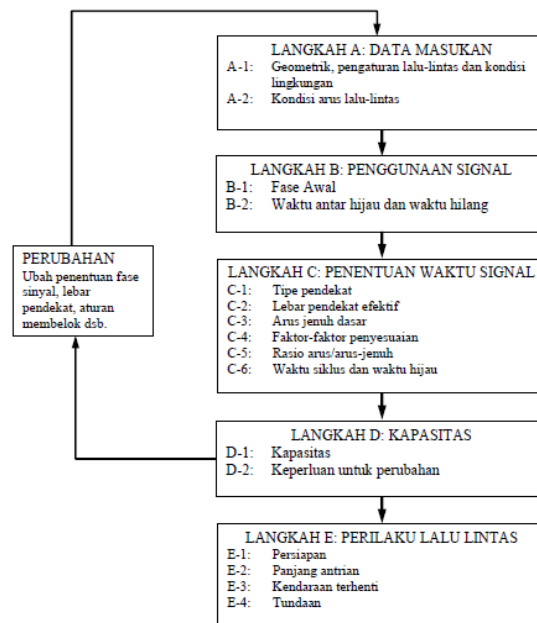 LANGKAH A: DATA MASUKAN
A-1: Geometrik, pengaturan lalu-lintas dan kondisi
lingkungan
A-2: Kondisi arus lalu-lintas
LANGKAH B: PENGGUNAAN SIGNAL
B-1: Fase Awal
B-2: Waktu antar hijau dan waktu hilang
PERUBAHAN
Ubah penentuan fase
sinyal, lebar
pendekat, aturan
membelok dsb.
LANGKAH C: PENENTUAN WAKTU SIGNAL
C-1: Tipe pendekat
C-2: Lebar pendekat efektif
C-3: Arus jenuh dasar
C-4: Faktor-faktor penyesuaian
C-5: Rasio arus/arus-jenuh
C-6: Waktu siklus dan waktu hijau
LANGKAH D: KAPASITAS
D-1: Kapasitas
D-2: Keperluan untuk perubahan
LANGKAH E: PERILAKU LALU LINTAS
E-1: Persiapan
E-2: Panjang antrian
E-3: Kendaraan terhenti
E-4: Tundaan